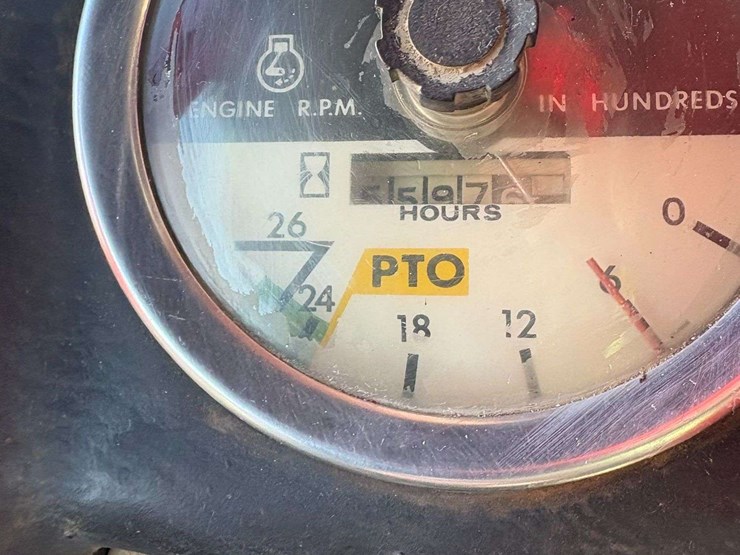 ENGINE R.P.M. IN HUNDREDS
HOURS
26
0
PTO
6
24
18
12